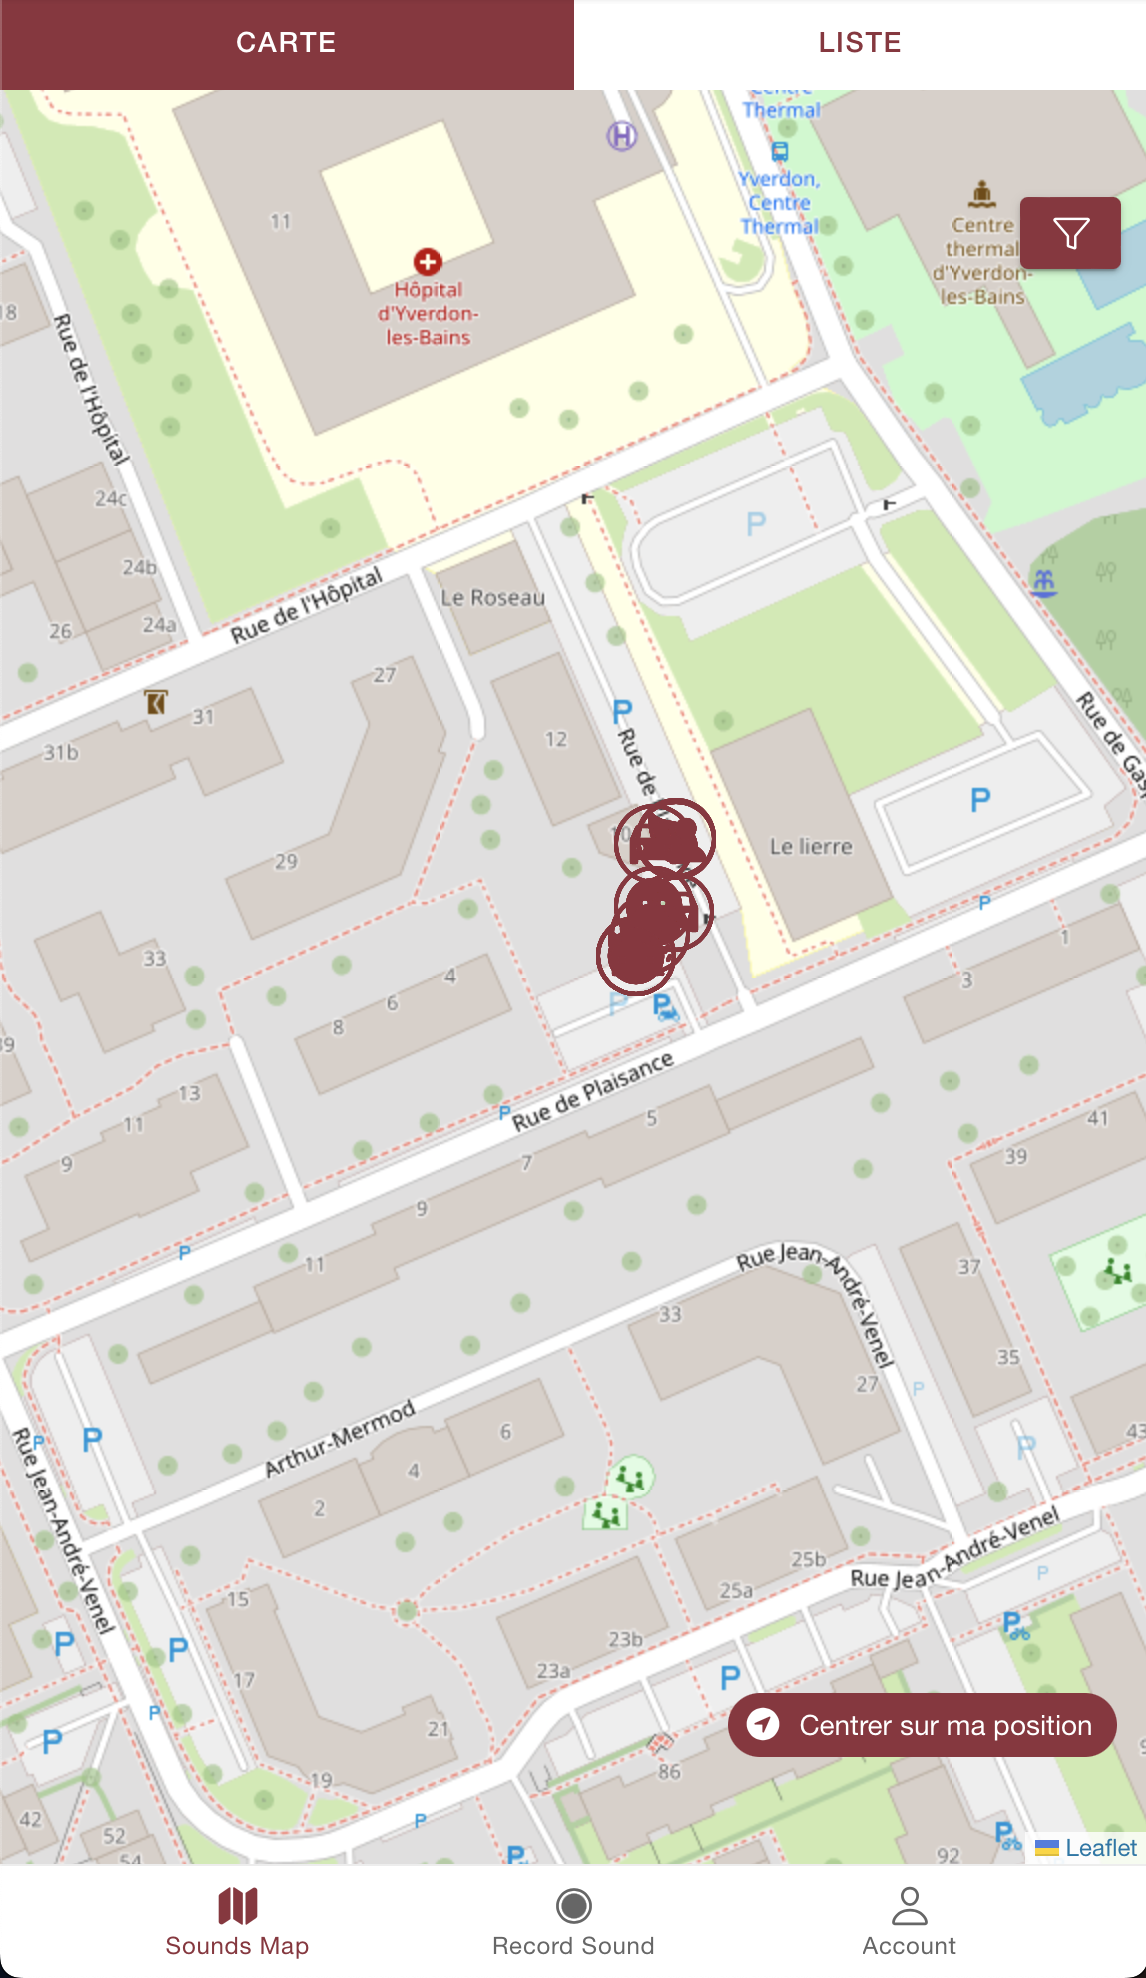 CARTE
LISTE
Centre
Thermal
Yverdon,
Centre
Thermal
Centre
thermal
d'Yverdon-
les-Bains
11
Hôpital
d'Yverdon-
les-Bains
18
Rue de l'Hôpital
24c
24b
24a
26
Rue de l'Hôpital
Le Roseau
P
27
31
31b
12
P
Rue de
P
29
10
Le lierre
P
33
4
6
8
1
3
P
P
39
13
11
9
P
Rue de Plaisance
5
7
9
11
P
41
39
37
35
Rue Jean-André-Venel
33
27
P
P
43
P
P
Rue Jean-André-Venel
Arthur-Mermod
6
4
2
25b
25a
Rue Jean-André-Venel
P
P
15
23b
23a
17
P
P
P
P
P
21
19
86
Centrer sur ma position
P
42
52
54
P
92
P
Leaflet
Sounds Map
Record Sound
Account